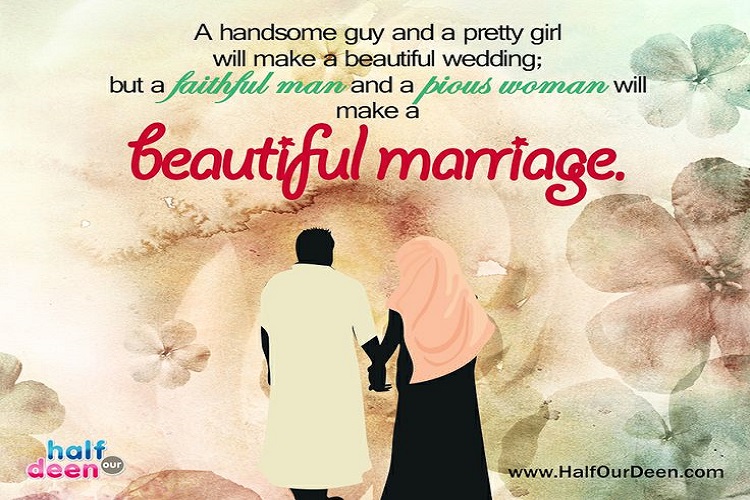 A handsome guy and a pretty girl
will make a beautiful wedding;
but a faithful man and a pious woman will
make a
beautiful marriage.
half
deen our
www.HalfOurDeen.com